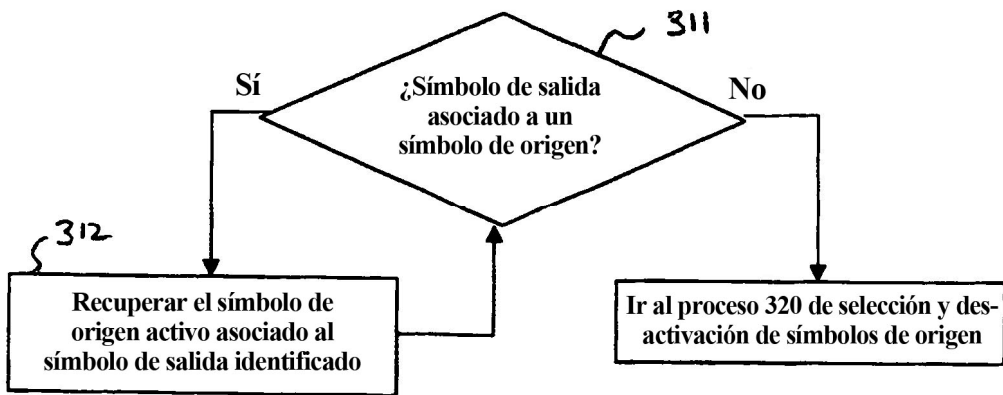 311
Sí
¿Símbolo de salida
asociado a un
símbolo de origen?
No
312
Recuperar el símbolo de
origen activo asociado al
símbolo de salida identificado
Ir al proceso 320 de selección y des-
activación de símbolos de origen